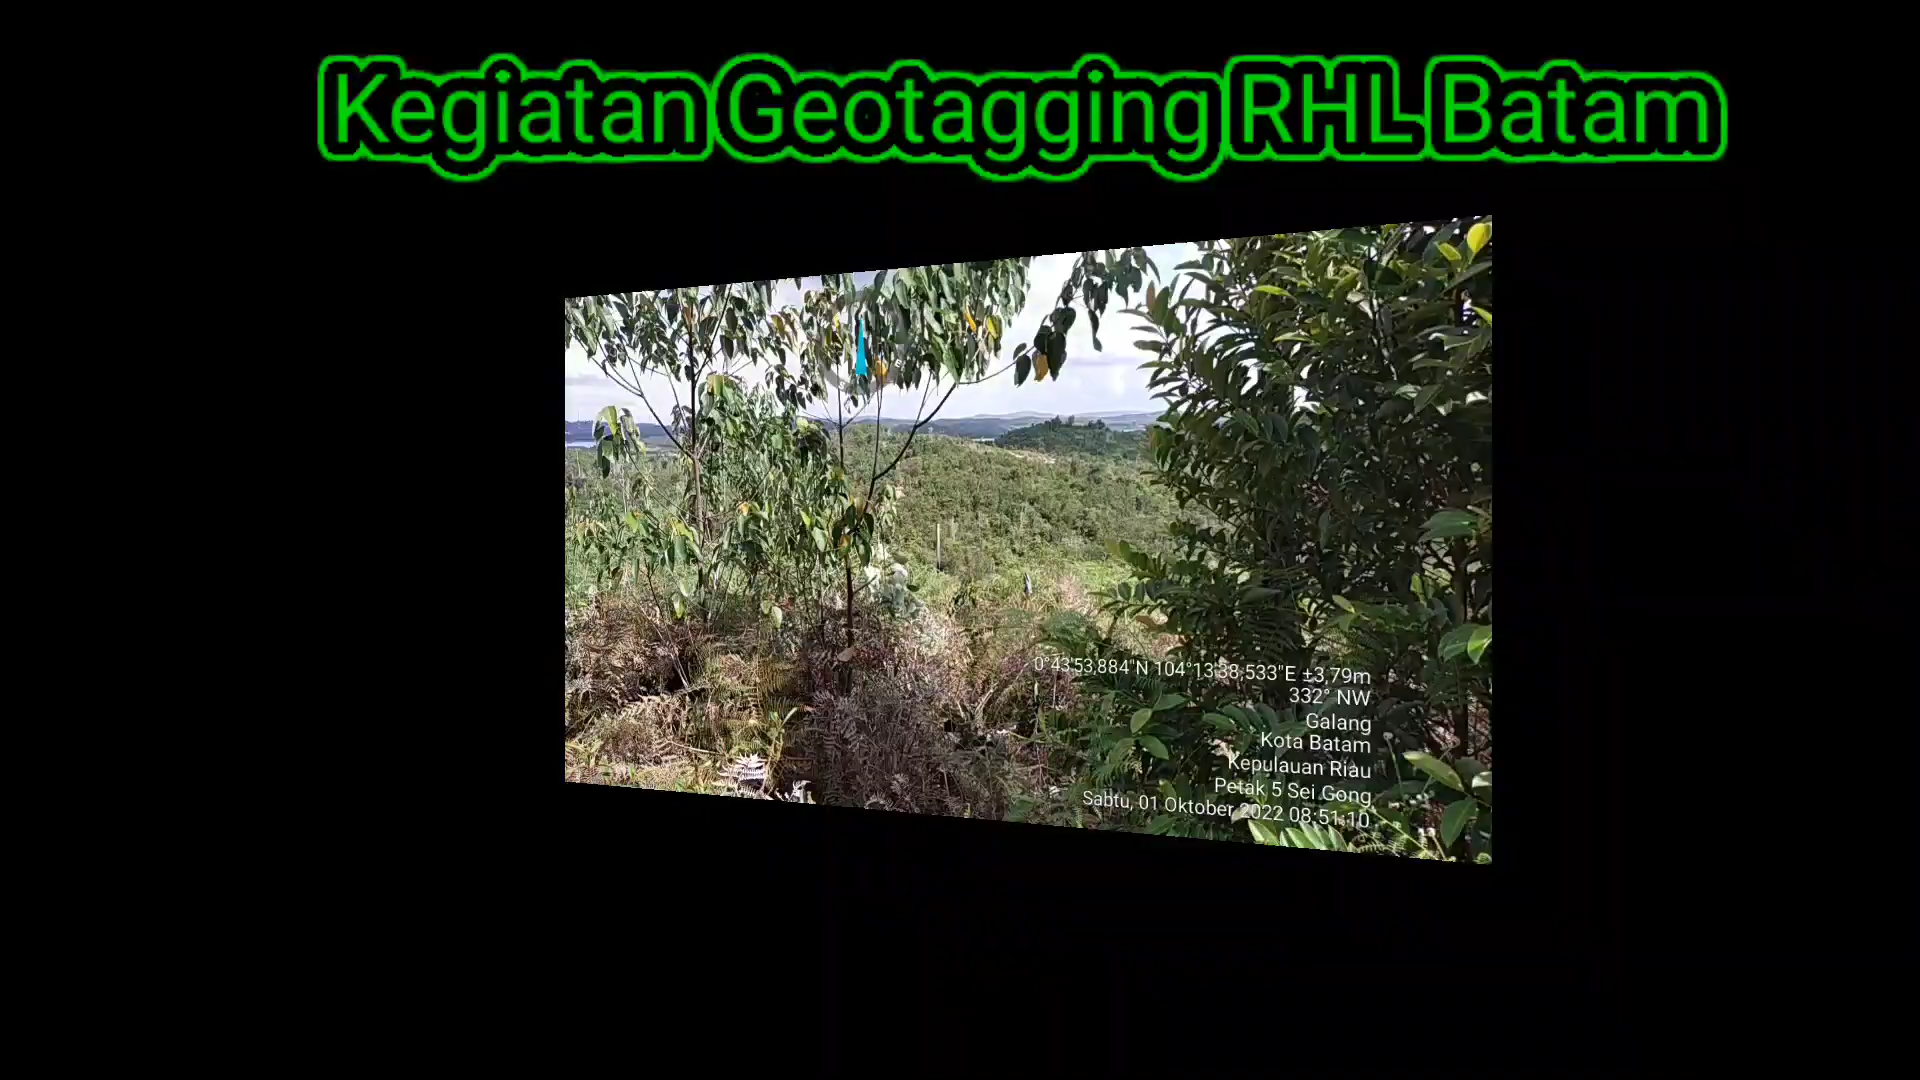 Kegiatan Geotagging RHL Batam
0°43'53,884"N 104°13'38,533"E ±3,79m
332° NW
Galang
Kota Batam
Kepulauan Riau
Petak 5 Sei Gong
Sabtu, 01 Oktober 2022 08:51:10